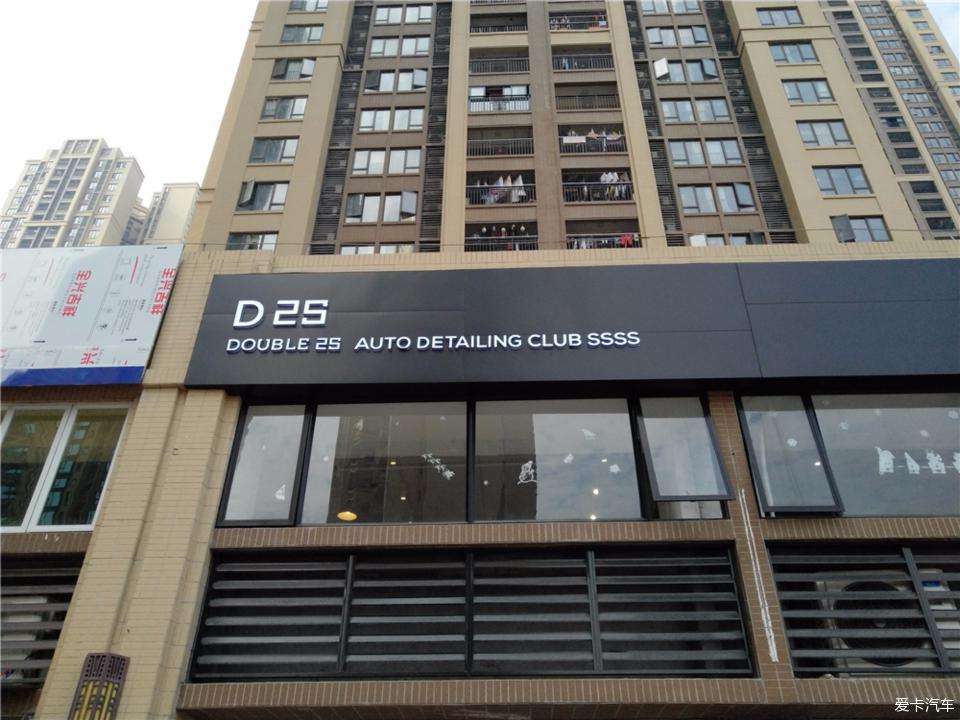 D 25
DOUBLE 25 AUTO DETAILING CLUB SSSS
爱卡汽车